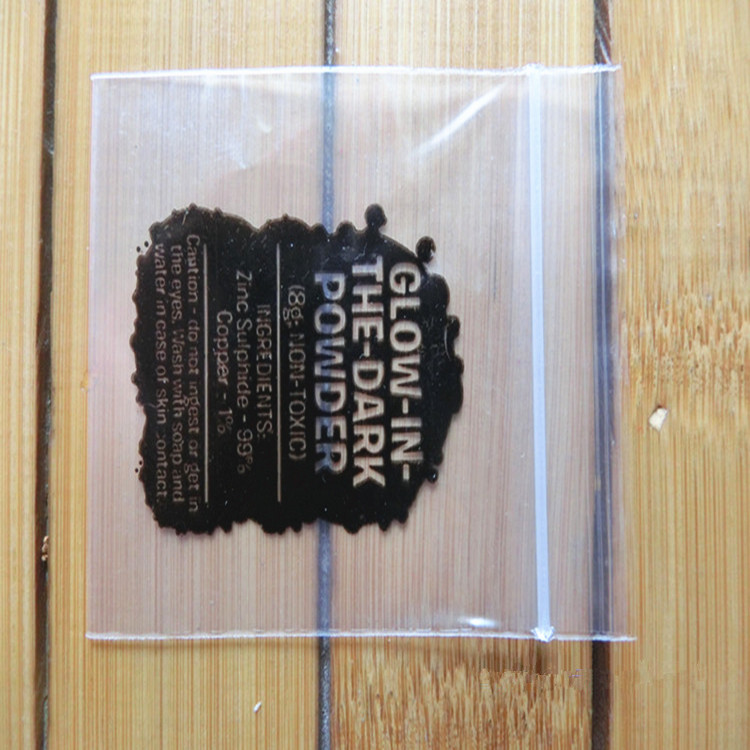 GLOW-IN-
THE-DARK
POWDER
(8g; NON-TOXIC)
INGREDIENTS:
Zinc Sulphide - 99%
Copper - 1%
Caution - do not ingest or get in
the eyes. Wash with soap and
water in case of skin contact.